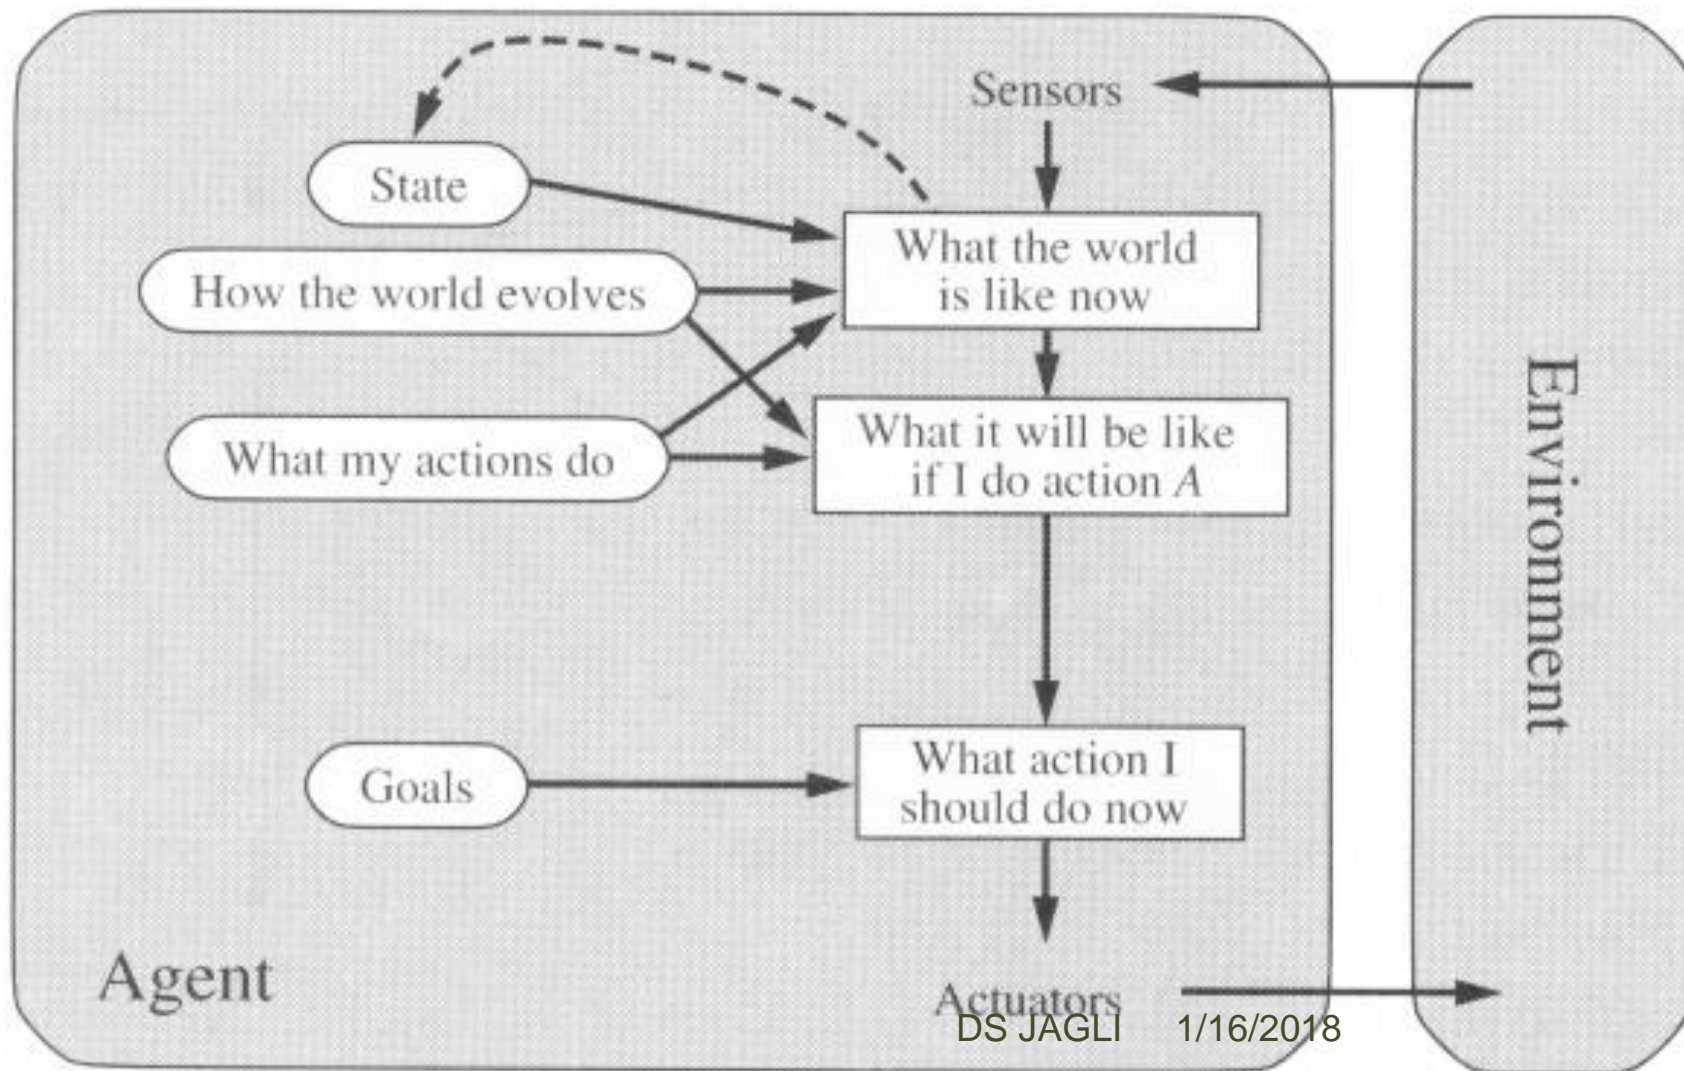 Sensors
State
What the world
is like now
How the world evolves
What it will be like
if I do action A
What my actions do
Environment
What action I
should do now
Goals
Agent
Actuators
DS JAGLI 1/16/2018